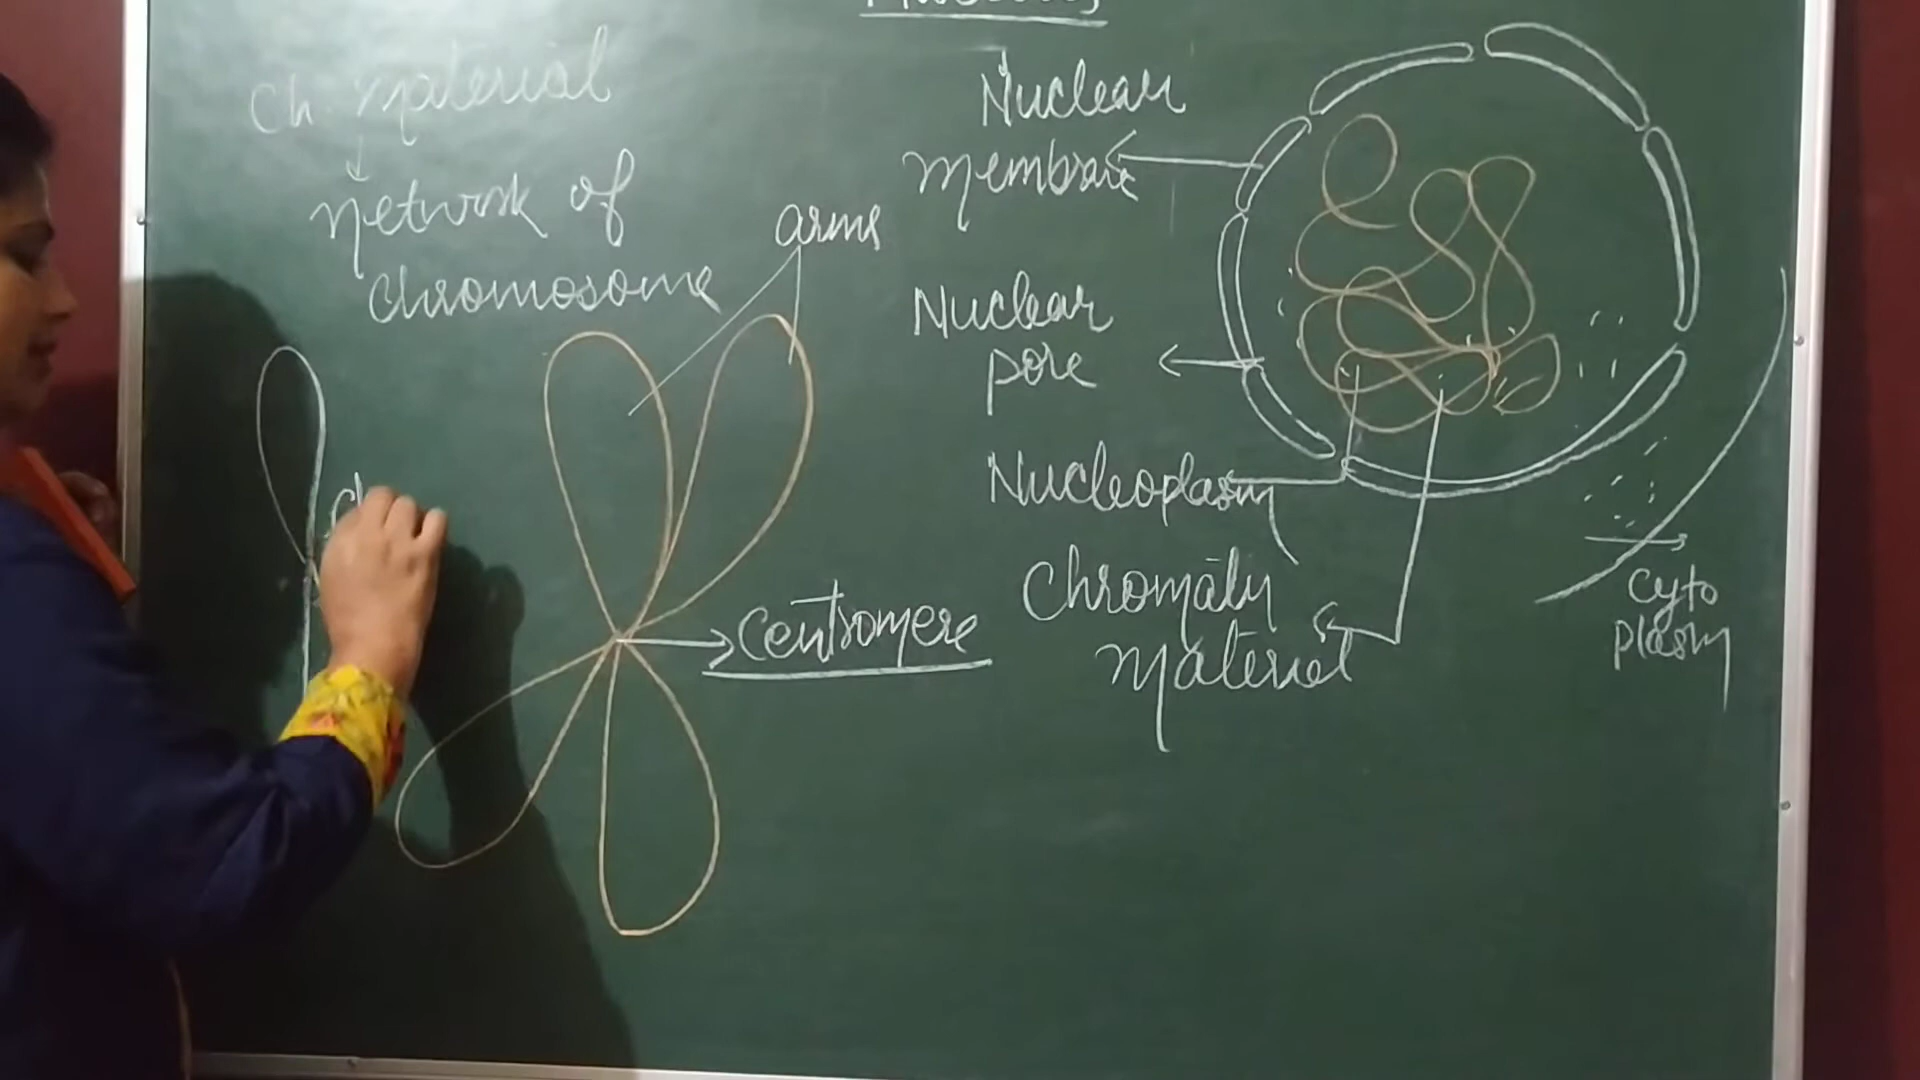 Ch. Material
network of
chromosome
arms
Centromere
Nuclear
membrane
Nuclear
pore
Nucleoplasm
Chromatin
Material
Cyto
plasm